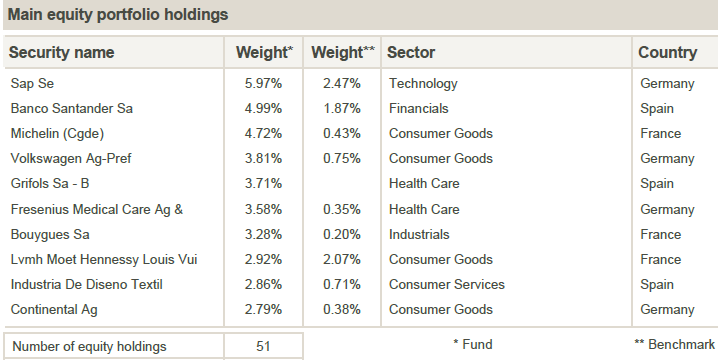 Main equity portfolio holdings
Security name Weight* Weight** Sector Country
Sap Se 5.97% 2.47% Technology Germany
Banco Santander Sa 4.99% 1.87% Financials Spain
Michelin (Cgde) 4.72% 0.43% Consumer Goods France
Volkswagen Ag-Pref 3.81% 0.75% Consumer Goods Germany
Grifols Sa - B 3.71% Health Care Spain
Fresenius Medical Care Ag & 3.58% 0.35% Health Care Germany
Bouygues Sa 3.28% 0.20% Industrials France
Lvmh Moet Hennessy Louis Vui 2.92% 2.07% Consumer Goods France
Industria De Diseno Textil 2.86% 0.71% Consumer Services Spain
Continental Ag 2.79% 0.38% Consumer Goods Germany
Number of equity holdings 51 * Fund ** Benchmark